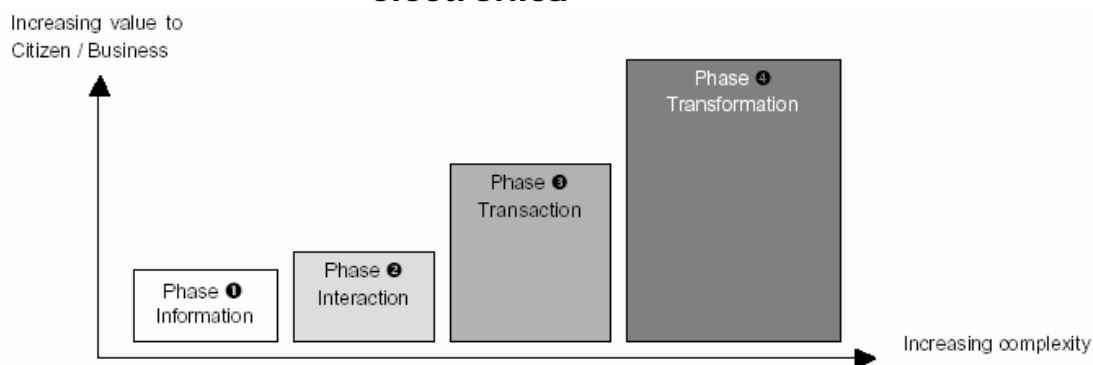 Increasing value to
Citizen / Business
Phase ❹
Transformation
Phase ❸
Transaction
Phase ❷
Interaction
Phase ❶
Information
Increasing complexity